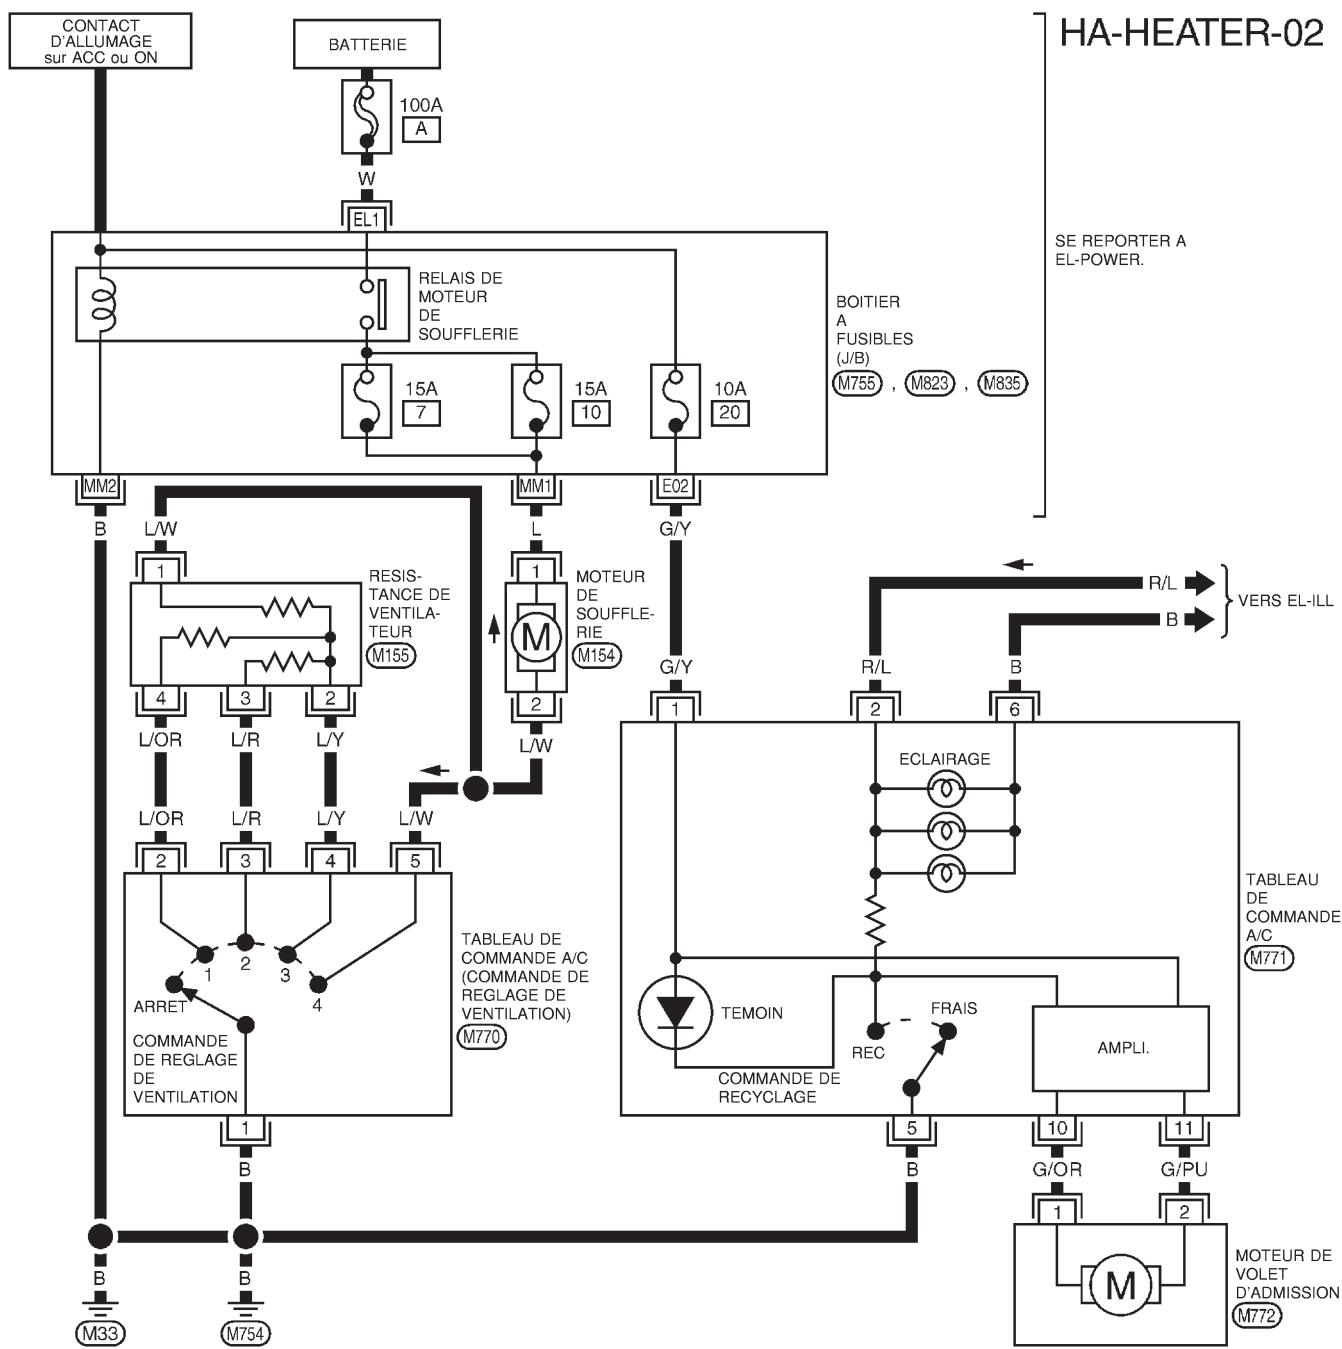 HA-HEATER-02
CONTACT
D'ALLUMAGE
sur ACC ou ON
BATTERIE
100A
A
W
EL1
SE REPORTER A
EL-POWER.
RELAIS DE
MOTEUR
DE
SOUFFLERIE
BOITIER
A
FUSIBLES
(J/B)
M755 , M823 , M835
15A
7
15A
10
10A
20
MM2
MM1
E02
B
L/W
L
G/Y
1
RESIS-
TANCE DE
VENTILA-
TEUR
M155
1
MOTEUR
DE
SOUFFLE-
RIE
M154
M
R/L
B
VERS EL-ILL
4
3
2
2
G/Y
R/L
B
1
2
6
L/OR
L/R
L/Y
L/W
ECLAIRAGE
L/OR
L/R
L/Y
L/W
2
3
4
5
TABLEAU
DE
COMMANDE
A/C
M771
TABLEAU DE
COMMANDE A/C
(COMMANDE DE
REGLAGE DE
VENTILATION)
M770
1
2
3
4
ARRET
COMMANDE
DE REGLAGE
DE
VENTILATION
TEMOIN
FRAIS
REC
AMPLI.
COMMANDE DE
RECYCLAGE
1
5
10
11
B
B
G/OR
G/PU
1
2
M
MOTEUR DE
VOLET
D'ADMISSION
M772
B
B
M33
M754